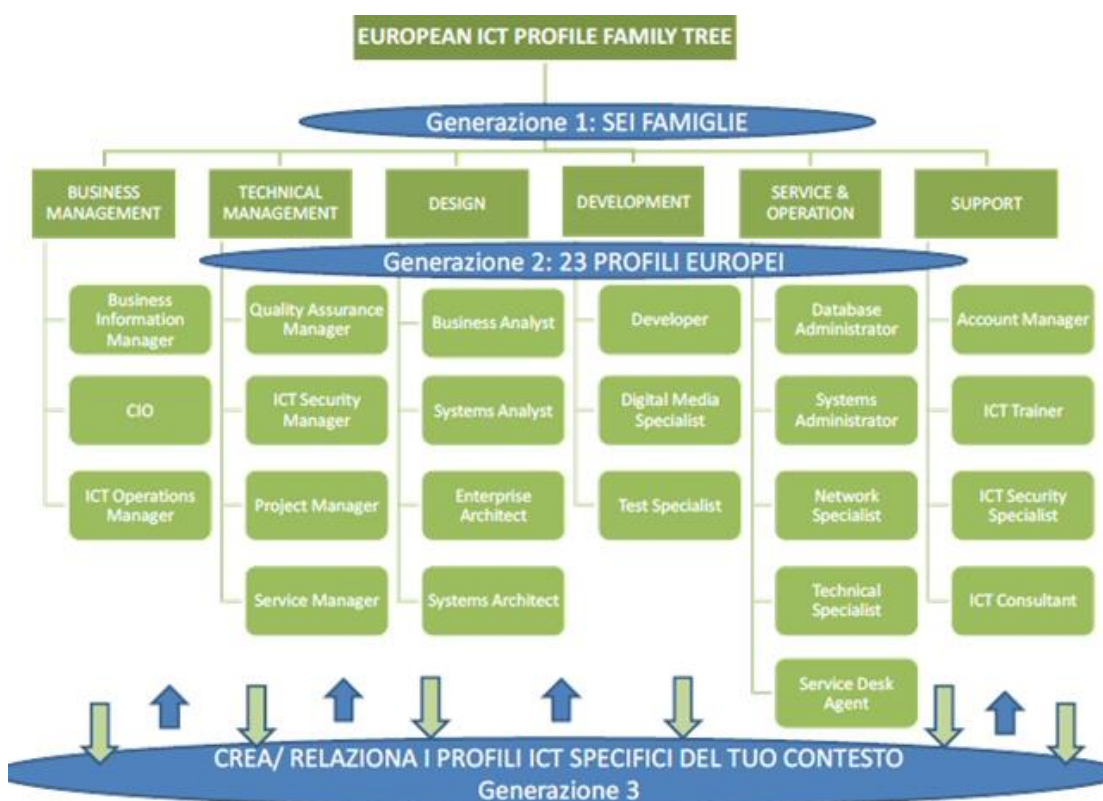 EUROPEAN ICT PROFILE FAMILY TREE
Generazione 1: SEI FAMIGLIE
BUSINESS
MANAGEMENT
TECHNICAL
MANAGEMENT
DESIGN
DEVELOPMENT
SERVICE &
OPERATION
SUPPORT
Generazione 2: 23 PROFILI EUROPEI
Business
Information
Manager
CIO
ICT Operations
Manager
Quality Assurance
Manager
ICT Security
Manager
Project Manager
Service Manager
Business Analyst
Systems Analyst
Enterprise
Architect
Systems Architect
Developer
Digital Media
Specialist
Test Specialist
Database
Administrator
Systems
Administrator
Network
Specialist
Technical
Specialist
Service Desk
Agent
Account Manager
ICT Trainer
ICT Security
Specialist
ICT Consultant
CREA/ RELAZIONA I PROFILI ICT SPECIFICI DEL TUO CONTESTO
Generazione 3